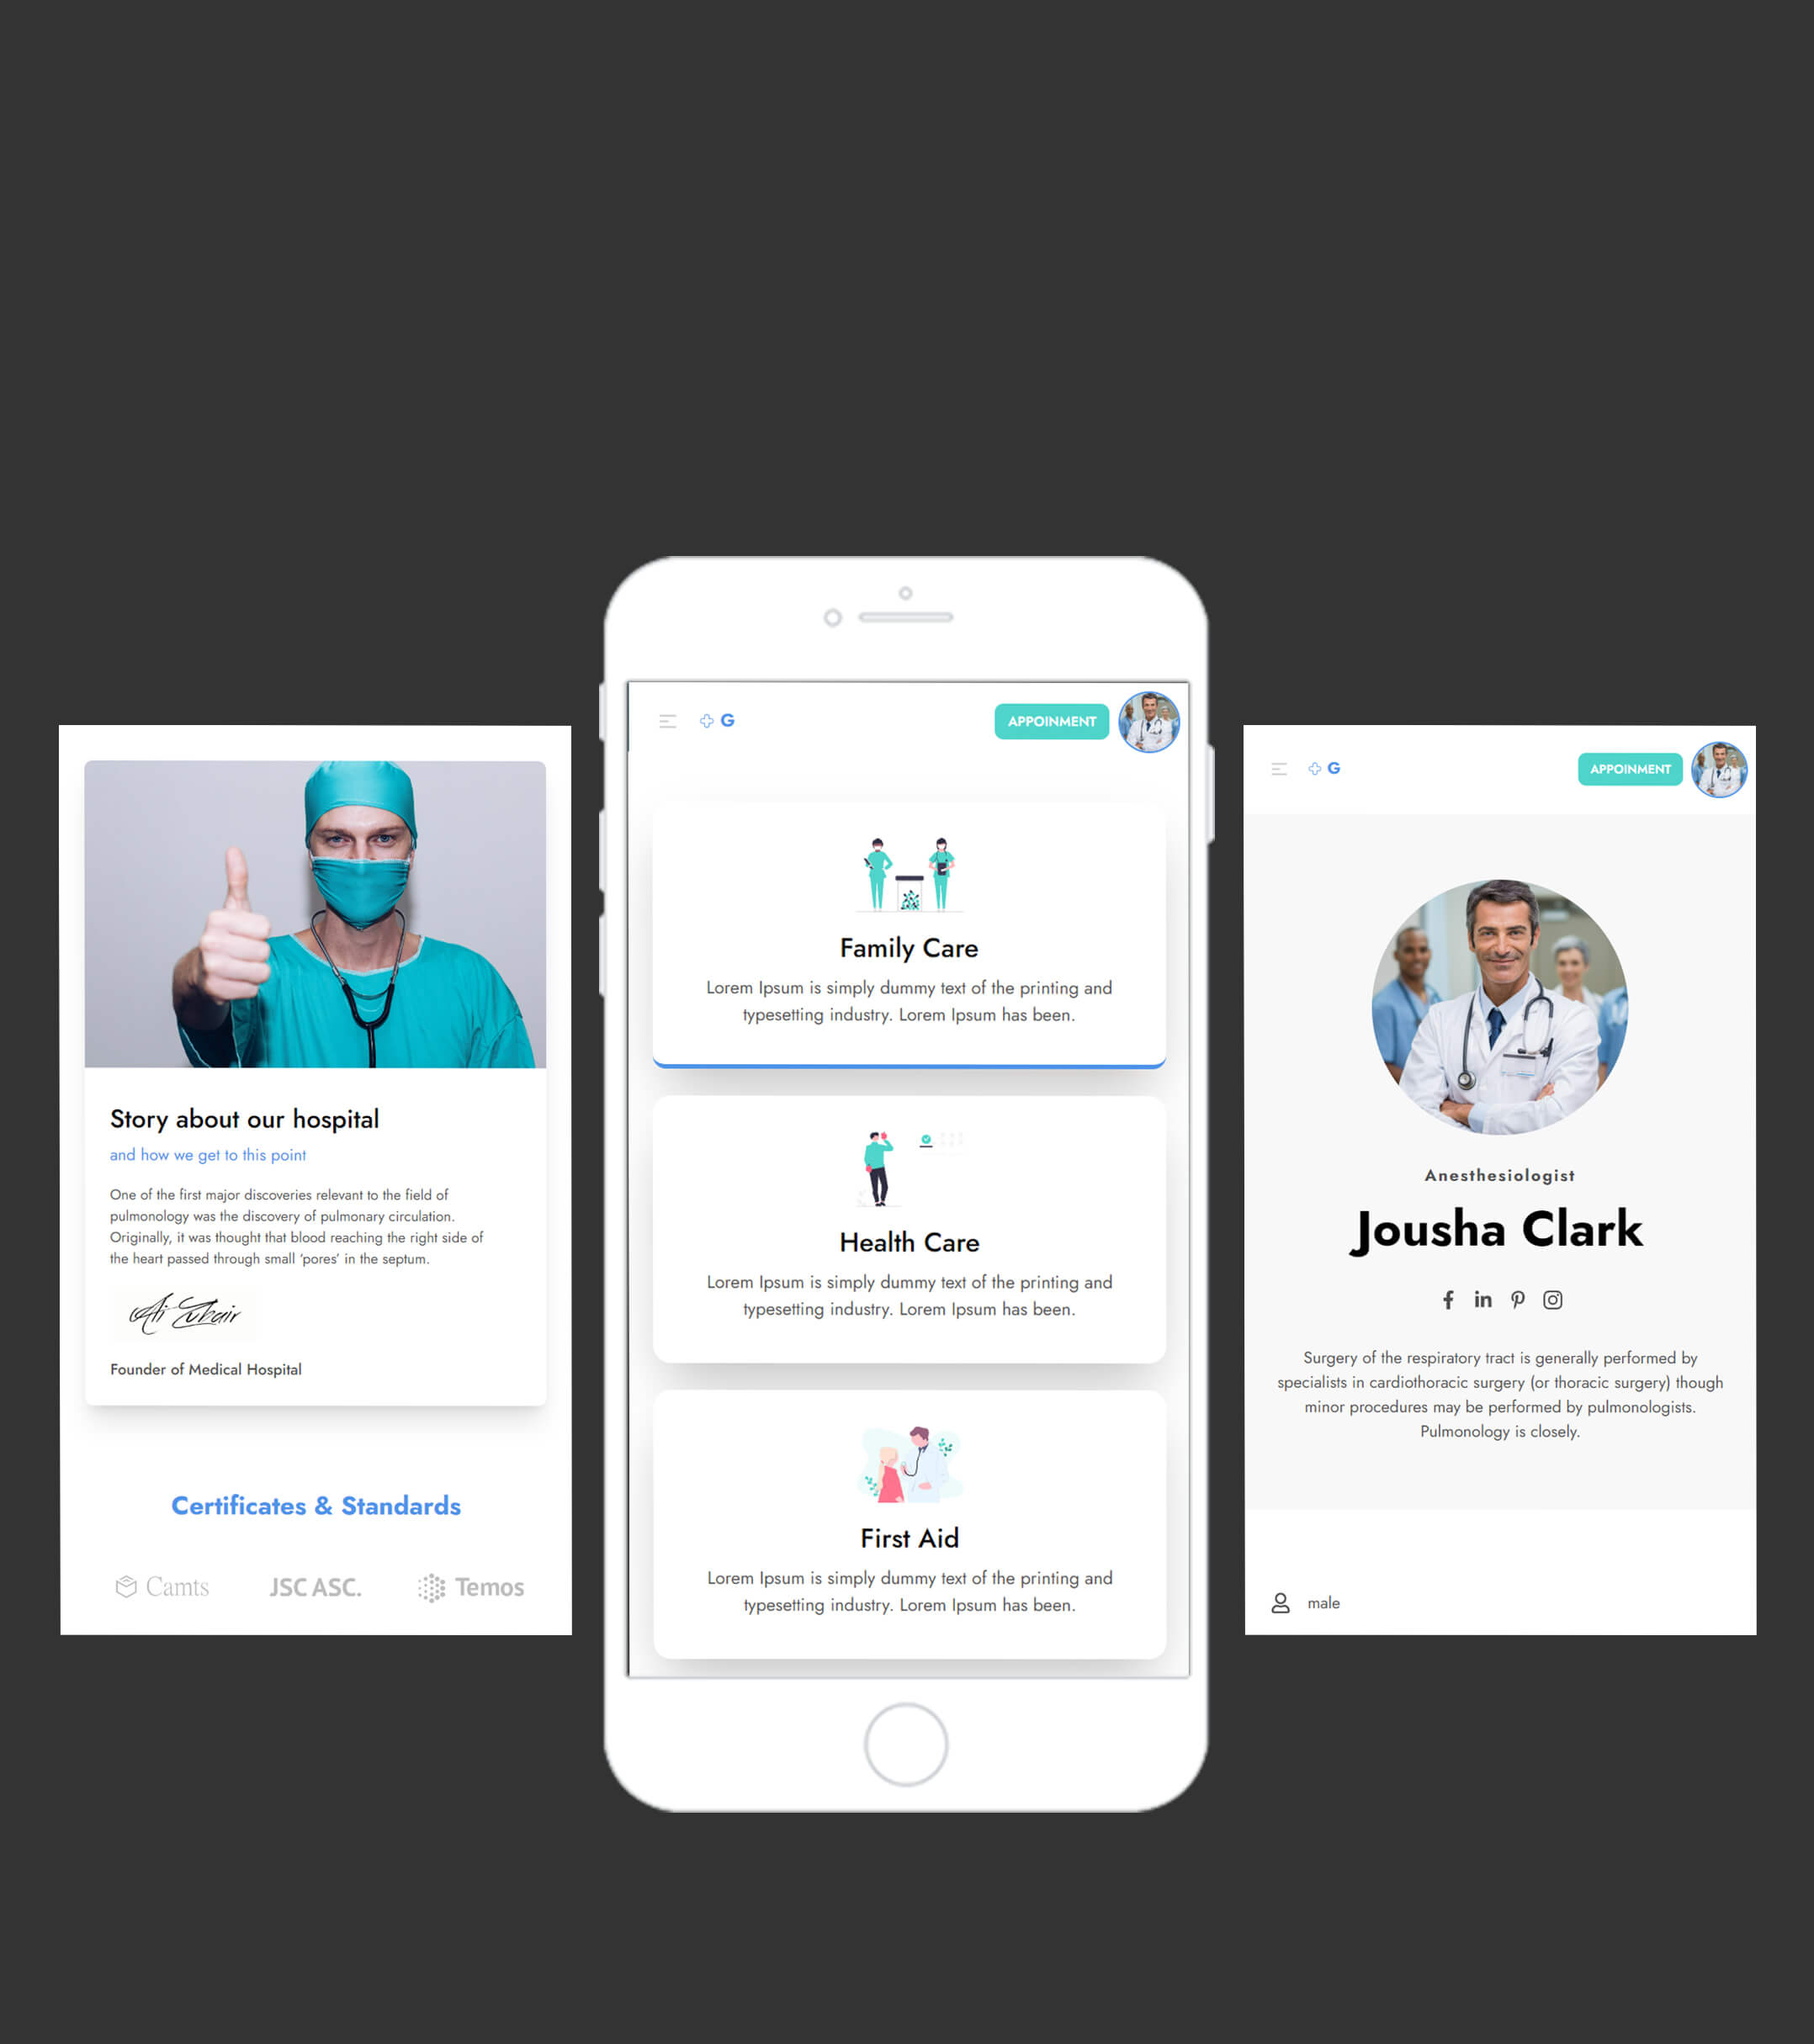 Story about our hospital
and how we get to this point
One of the first major discoveries relevant to the field of
pulmonology was the discovery of pulmonary circulation.
Originally, it was thought that blood reaching the right side of
the heart passed through small ‘pores’ in the septum.
Ali Zubair
Founder of Medical Hospital
Certificates & Standards
Camts
JSC ASC.
Temos
G
APPOINMENT
Family Care
Lorem Ipsum is simply dummy text of the printing and
typesetting industry. Lorem Ipsum has been.
Health Care
Lorem Ipsum is simply dummy text of the printing and
typesetting industry. Lorem Ipsum has been.
First Aid
Lorem Ipsum is simply dummy text of the printing and
typesetting industry. Lorem Ipsum has been.
G
APPOINMENT
Anesthesiologist
Jousha Clark
Surgery of the respiratory tract is generally performed by
specialists in cardiothoracic surgery (or thoracic surgery) though
minor procedures may be performed by pulmonologists.
Pulmonology is closely.
male